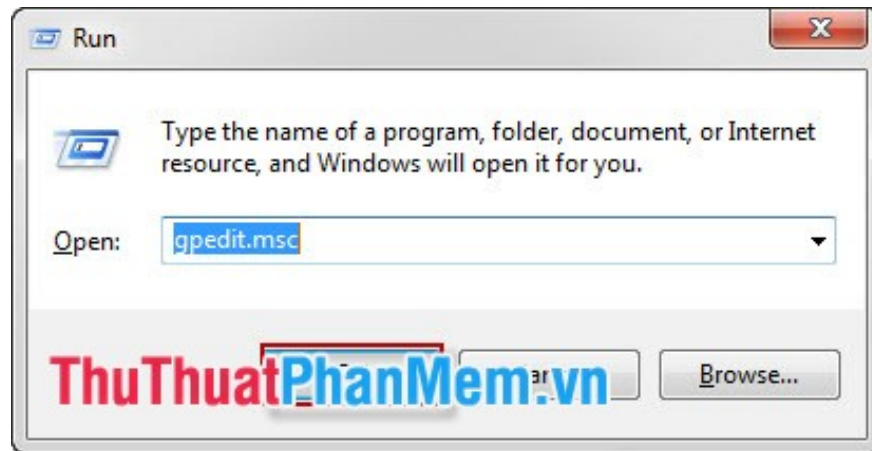 Run
Type the name of a program, folder, document, or Internet
resource, and Windows will open it for you.
Open:
gpedit.msc
ThuThuatPhanMem.vn
Browse...